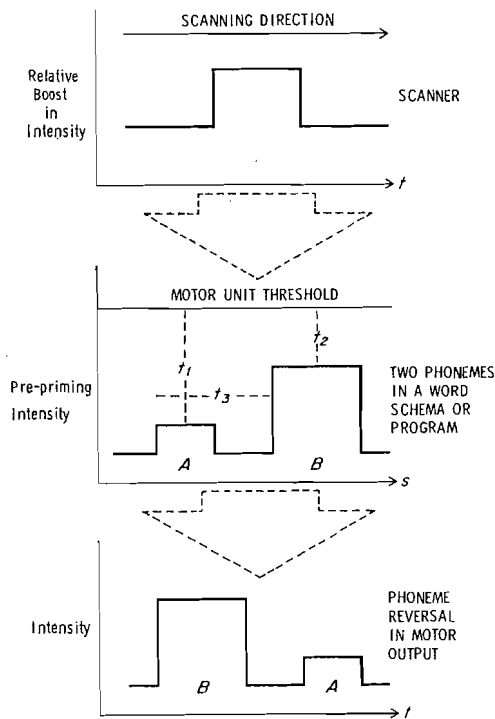 SCANNING DIRECTION
Relative
Boost
in
Intensity
SCANNER
t
MOTOR UNIT THRESHOLD
t1
t2
t3
Pre-priming
Intensity
TWO PHONEMES
IN A WORD
SCHEMA OR
PROGRAM
A
B
s
Intensity
PHONEME
REVERSAL
IN MOTOR
OUTPUT
B
A
t